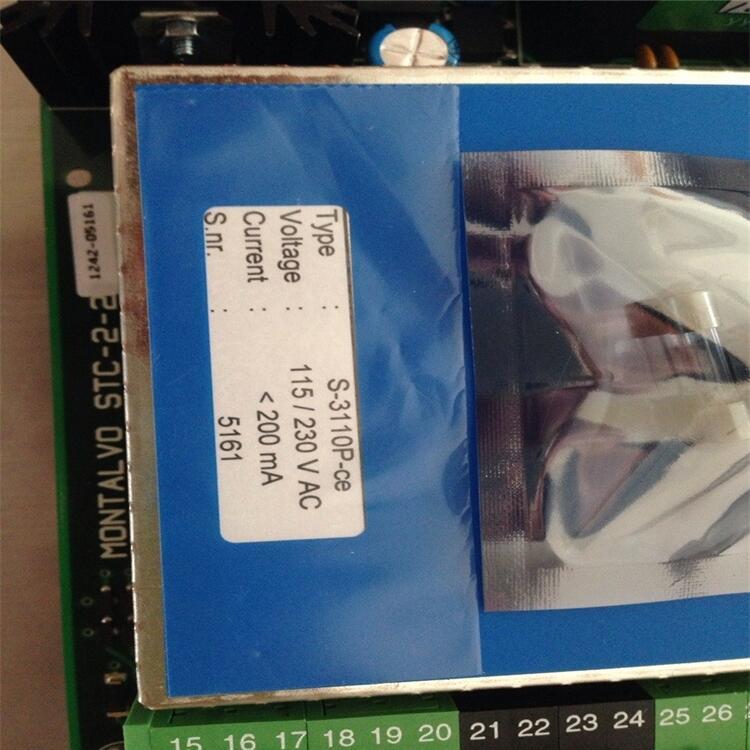 Type : S-3110P-ce
Voltage : 115 / 230 V AC
Current : < 200 mA
S.nr. : 5161
1242-05161
MONTALVO STC-2-2
15 16 17 18 19 20 21 22 23 24 25 26